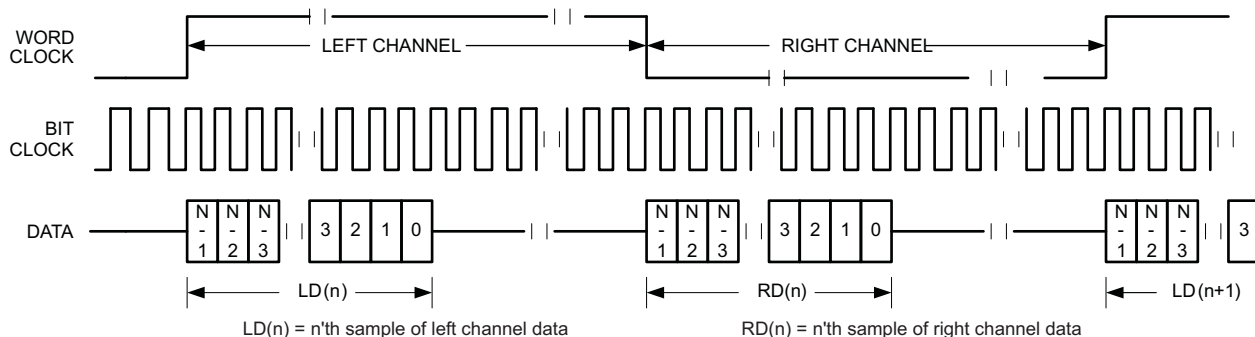 WORD
CLOCK
LEFT CHANNEL
RIGHT CHANNEL
BIT
CLOCK
DATA
N-1 N-2 N-3 3 2 1 0
N-1 N-2 N-3 3 2 1 0
N-1 N-2 N-3 3
LD(n)
RD(n)
LD(n+1)
LD(n) = n'th sample of left channel data
RD(n) = n'th sample of right channel data